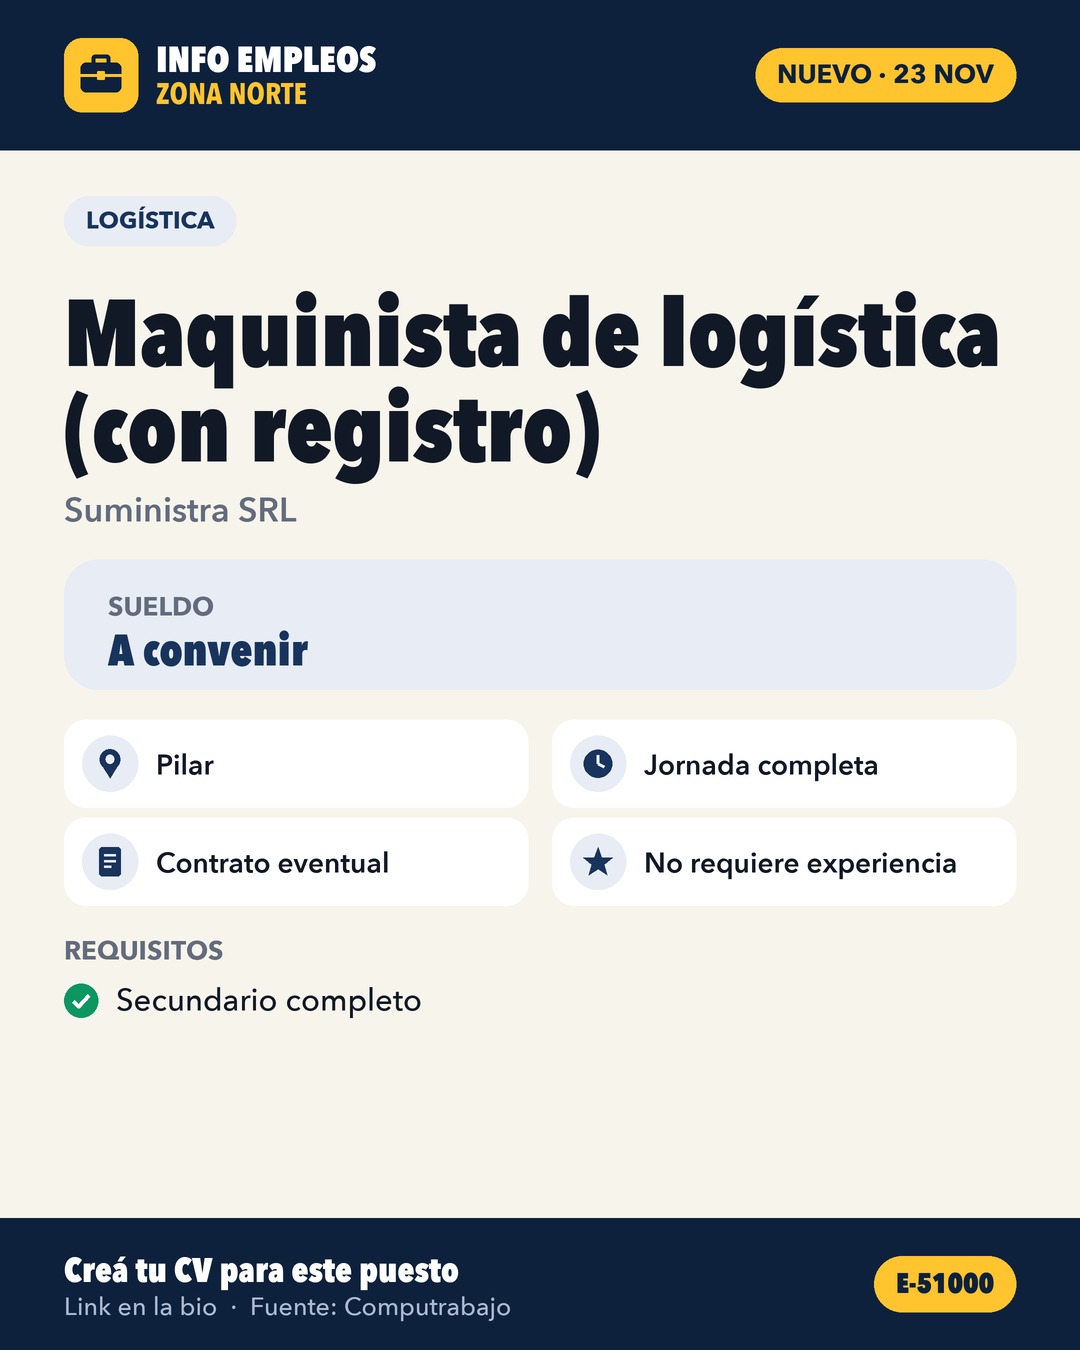 INFO EMPLEOS
ZONA NORTE
NUEVO · 23 NOV
LOGÍSTICA
Maquinista de logística
(con registro)
Suministra SRL
SUELDO
A convenir
Pilar
Jornada completa
Contrato eventual
No requiere experiencia
REQUISITOS
Secundario completo
Creá tu CV para este puesto
Link en la bio · Fuente: Computrabajo
E-51000